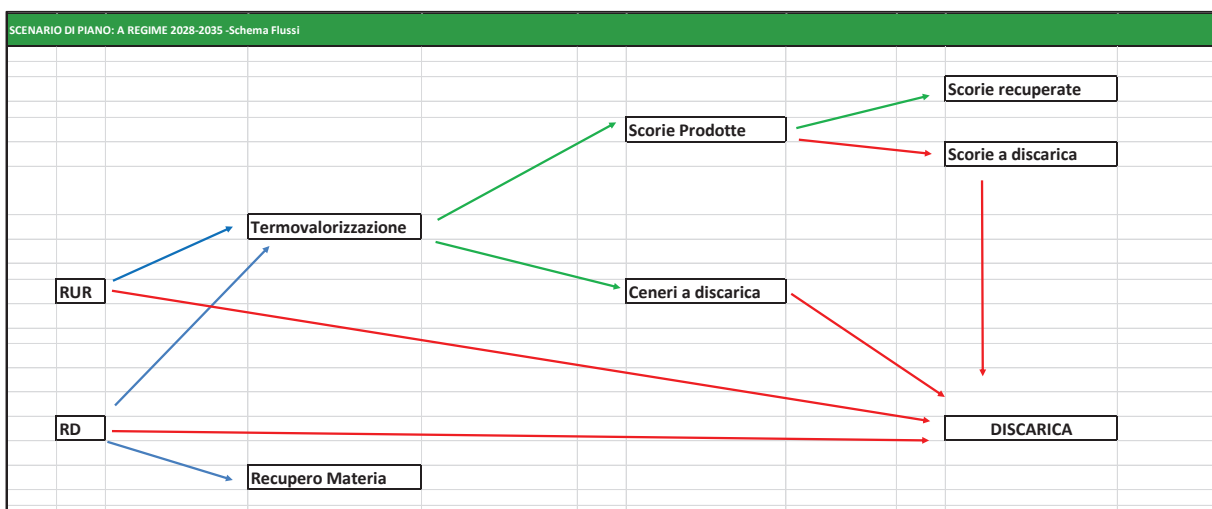 SCENARIO DI PIANO: A REGIME 2028-2035 -Schema Flussi
Scorie recuperate
Scorie Prodotte
Scorie a discarica
Termovalorizzazione
RUR
Ceneri a discarica
RD
DISCARICA
Recupero Materia